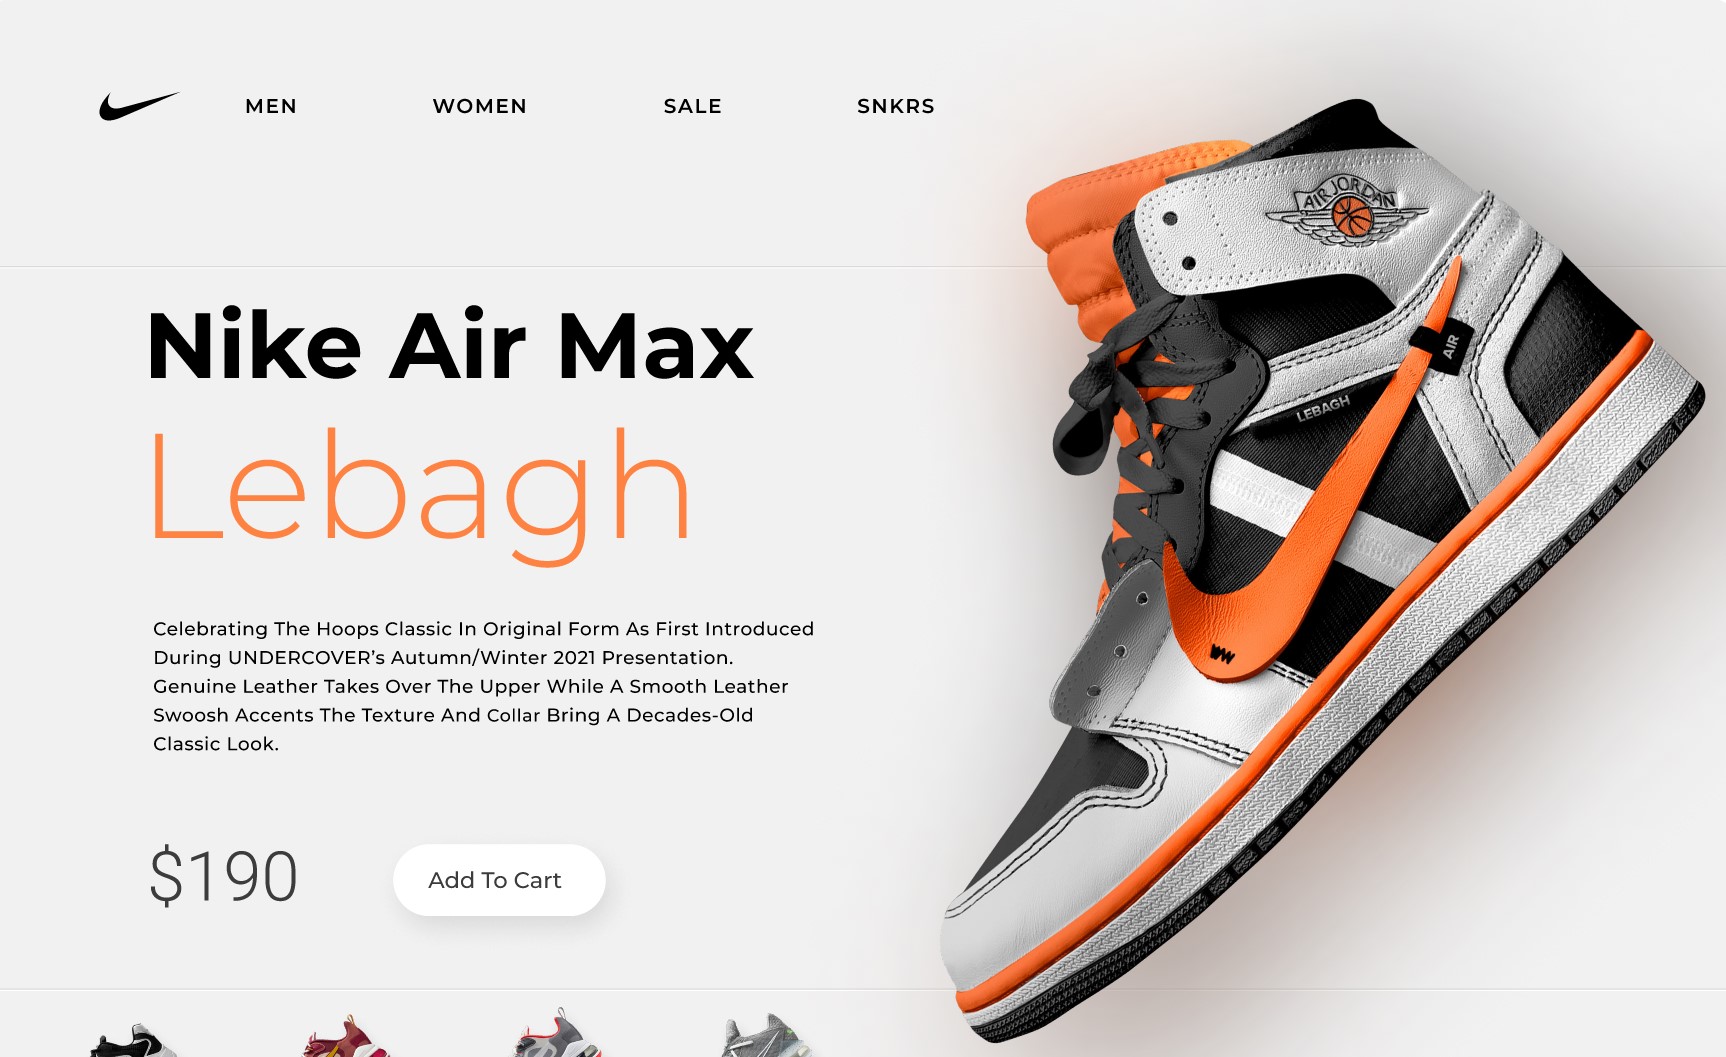 MEN WOMEN SALE SNKRS
Nike Air Max
Lebagh
Celebrating The Hoops Classic In Original Form As First Introduced
During UNDERCOVER’s Autumn/Winter 2021 Presentation.
Genuine Leather Takes Over The Upper While A Smooth Leather
Swoosh Accents The Texture And Collar Bring A Decades-Old
Classic Look.
$190
Add To Cart
AIR JORDAN
AIR
LEBAGH